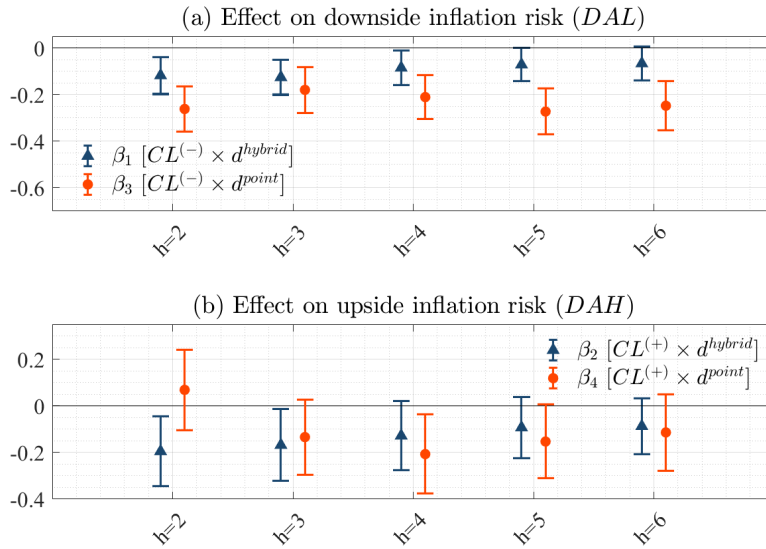 (a) Effect on downside inflation risk (DAL)
0
-0.2
-0.4
-0.6
β₁ [CL⁽⁻⁾ × d^hybrid]
β₃ [CL⁽⁻⁾ × d^point]
h=2
h=3
h=4
h=5
h=6
(b) Effect on upside inflation risk (DAH)
0.2
0
-0.2
-0.4
β₂ [CL⁽⁺⁾ × d^hybrid]
β₄ [CL⁽⁺⁾ × d^point]
h=2
h=3
h=4
h=5
h=6